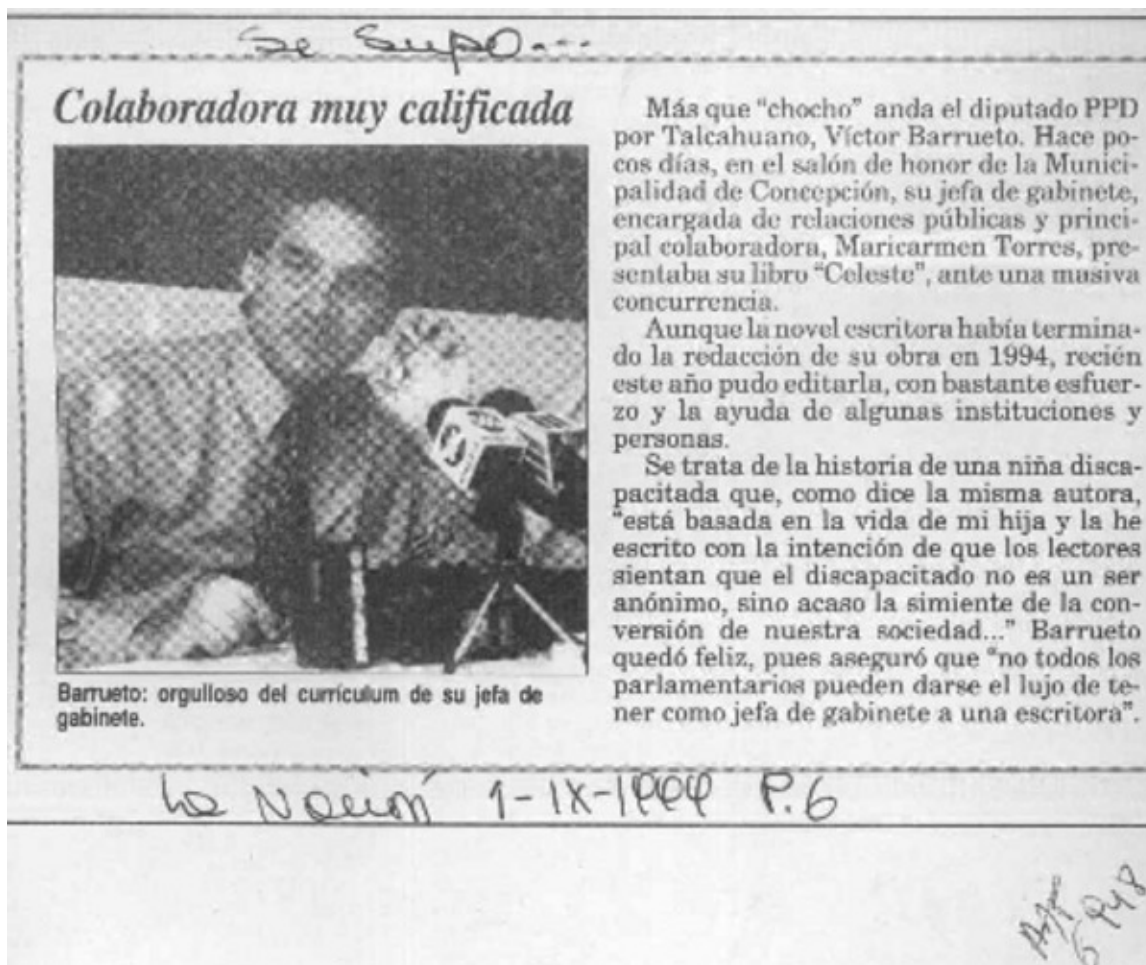 Se Supo...
Colaboradora muy calificada
Barrueto: orgulloso del currículum de su jefa de
gabinete.
Más que "chocho" anda el diputado PPD
por Talcahuano, Víctor Barrueto. Hace po-
cos días, en el salón de honor de la Munici-
palidad de Concepción, su jefa de gabinete,
encargada de relaciones públicas y princi-
pal colaboradora, Maricarmen Torres, pre-
sentaba su libro "Celeste", ante una masiva
concurrencia.
Aunque la novel escritora había termina-
do la redacción de su obra en 1994, recién
este año pudo editarla, con bastante esfuer-
zo y la ayuda de algunas instituciones y
personas.
Se trata de la historia de una niña disca-
pacitada que, como dice la misma autora,
"está basada en la vida de mi hija y la he
escrito con la intención de que los lectores
sientan que el discapacitado no es un ser
anónimo, sino acaso la simiente de la con-
versión de nuestra sociedad..." Barrueto
quedó feliz, pues aseguró que "no todos los
parlamentarios pueden darse el lujo de te-
ner como jefa de gabinete a una escritora".
La Nación 1-IX-1999 P.6